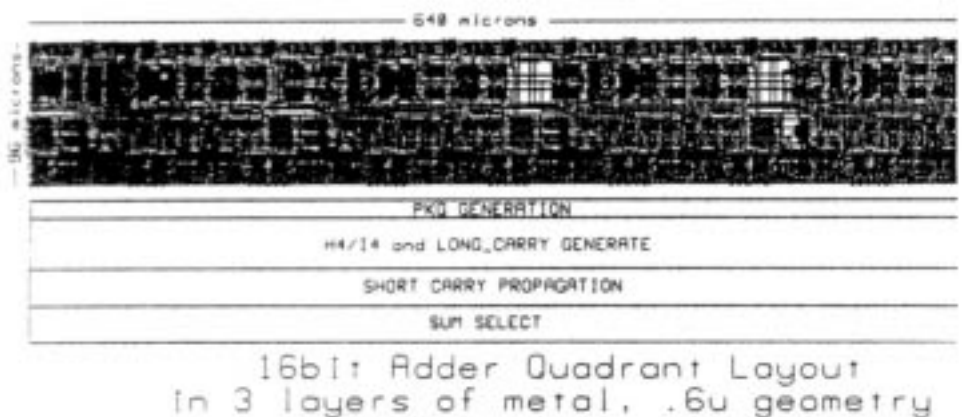 640 microns
96 microns
PKQ GENERATION
H4/I4 and LONG_CARRY GENERATE
SHORT CARRY PROPAGATION
SUM SELECT
16bit Adder Quadrant Layout
in 3 layers of metal, .6u geometry